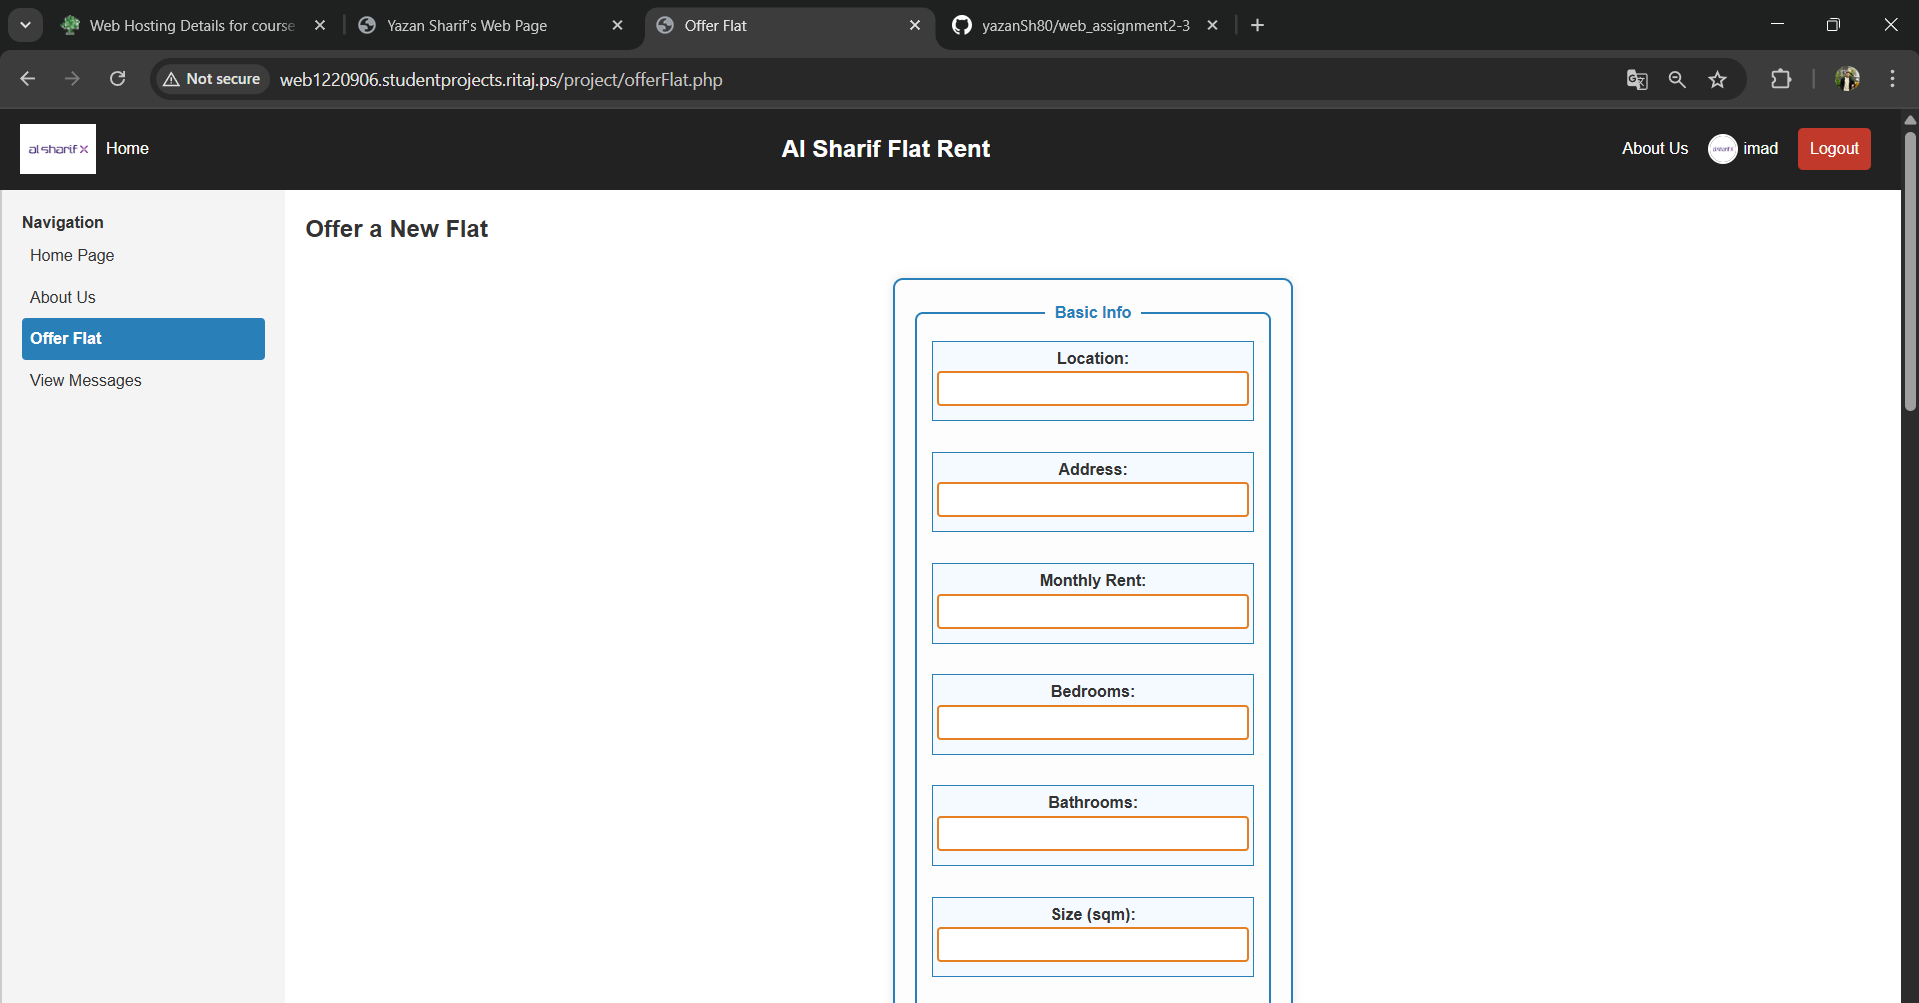 Web Hosting Details for course
Yazan Sharif's Web Page
Offer Flat
yazanSh80/web_assignment2-3
Not secure
web1220906.studentprojects.ritaj.ps/project/offerFlat.php
al sharif X
Home
Al Sharif Flat Rent
About Us
imad
Logout
Navigation
Home Page
About Us
Offer Flat
View Messages
Offer a New Flat
Basic Info
Location:
Address:
Monthly Rent:
Bedrooms:
Bathrooms:
Size (sqm):